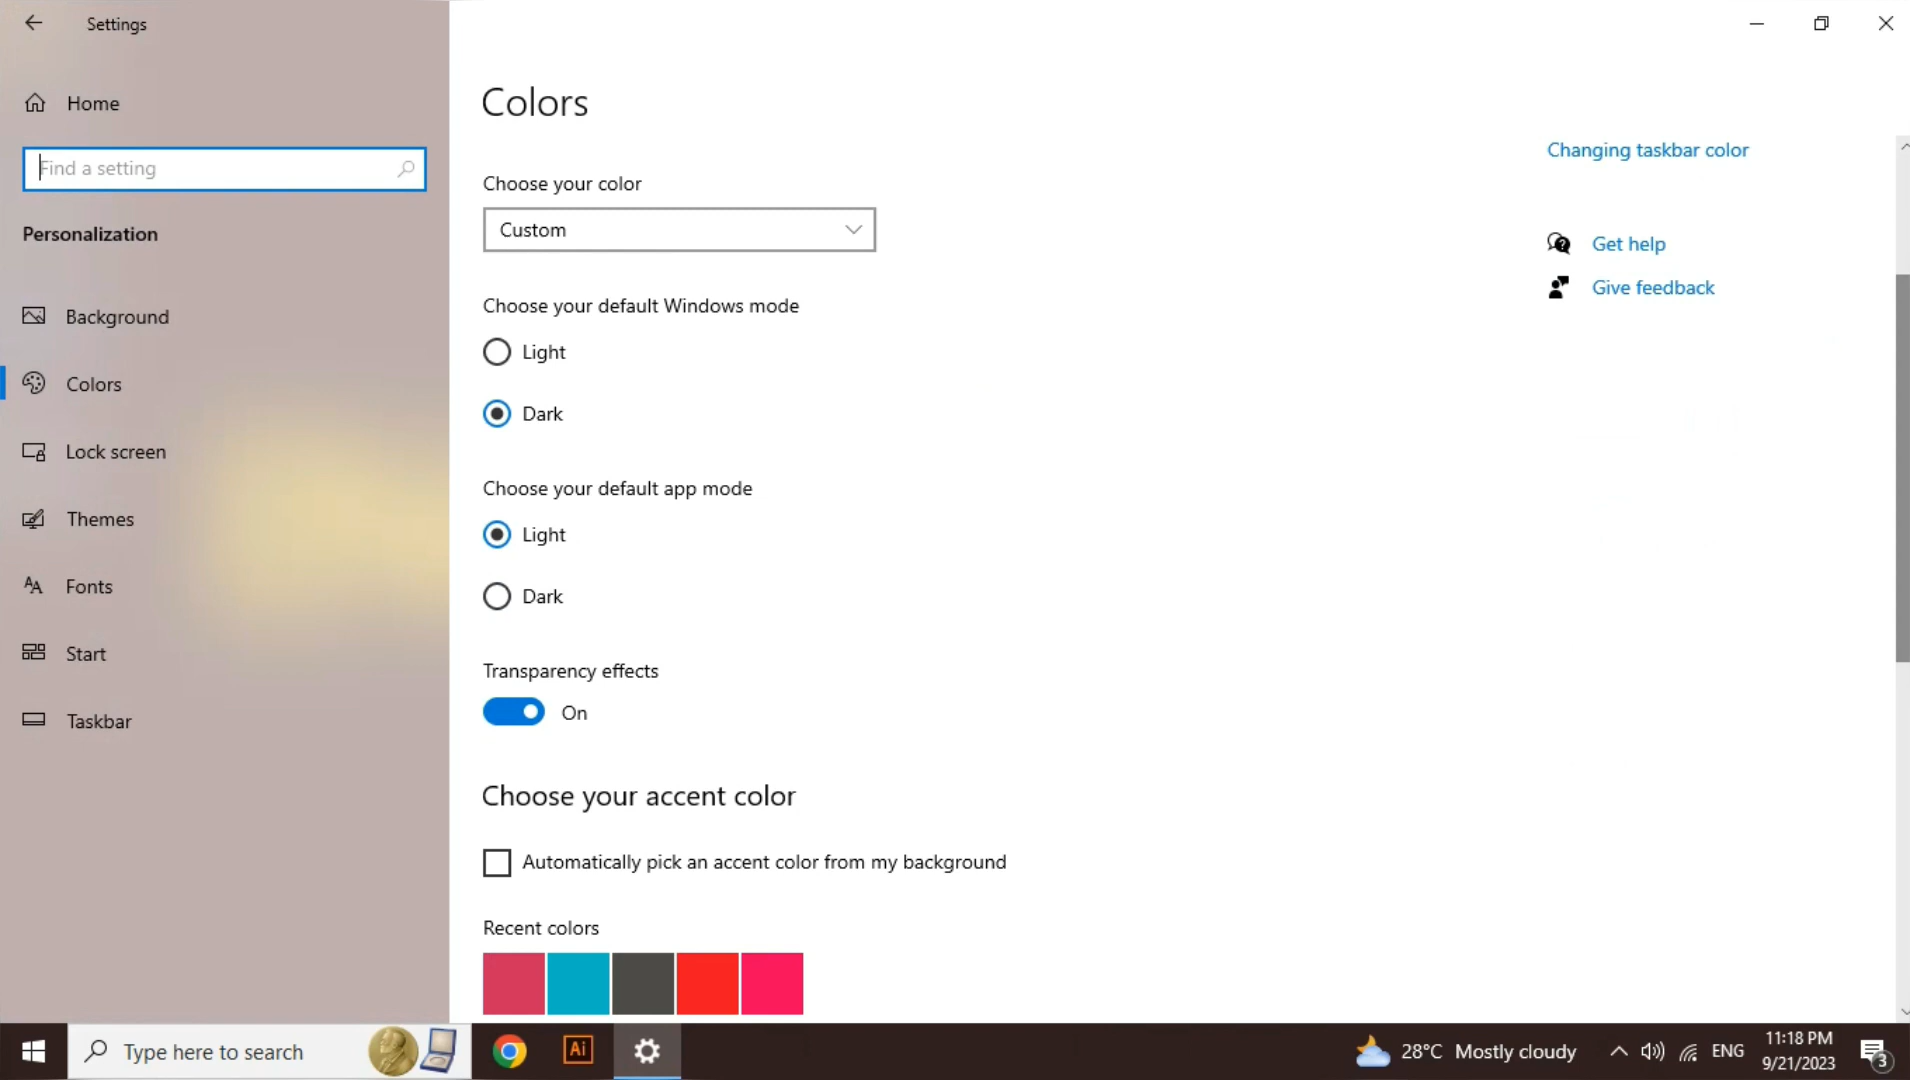 Settings
Home
Find a setting
Personalization
Background
Colors
Lock screen
Themes
Fonts
Start
Taskbar
Colors
Choose your color
Custom
Choose your default Windows mode
Light
Dark
Choose your default app mode
Light
Dark
Transparency effects
On
Choose your accent color
Automatically pick an accent color from my background
Recent colors
Changing taskbar color
Get help
Give feedback
Type here to search
Ai
28°C Mostly cloudy
ENG
11:18 PM
9/21/2023
3